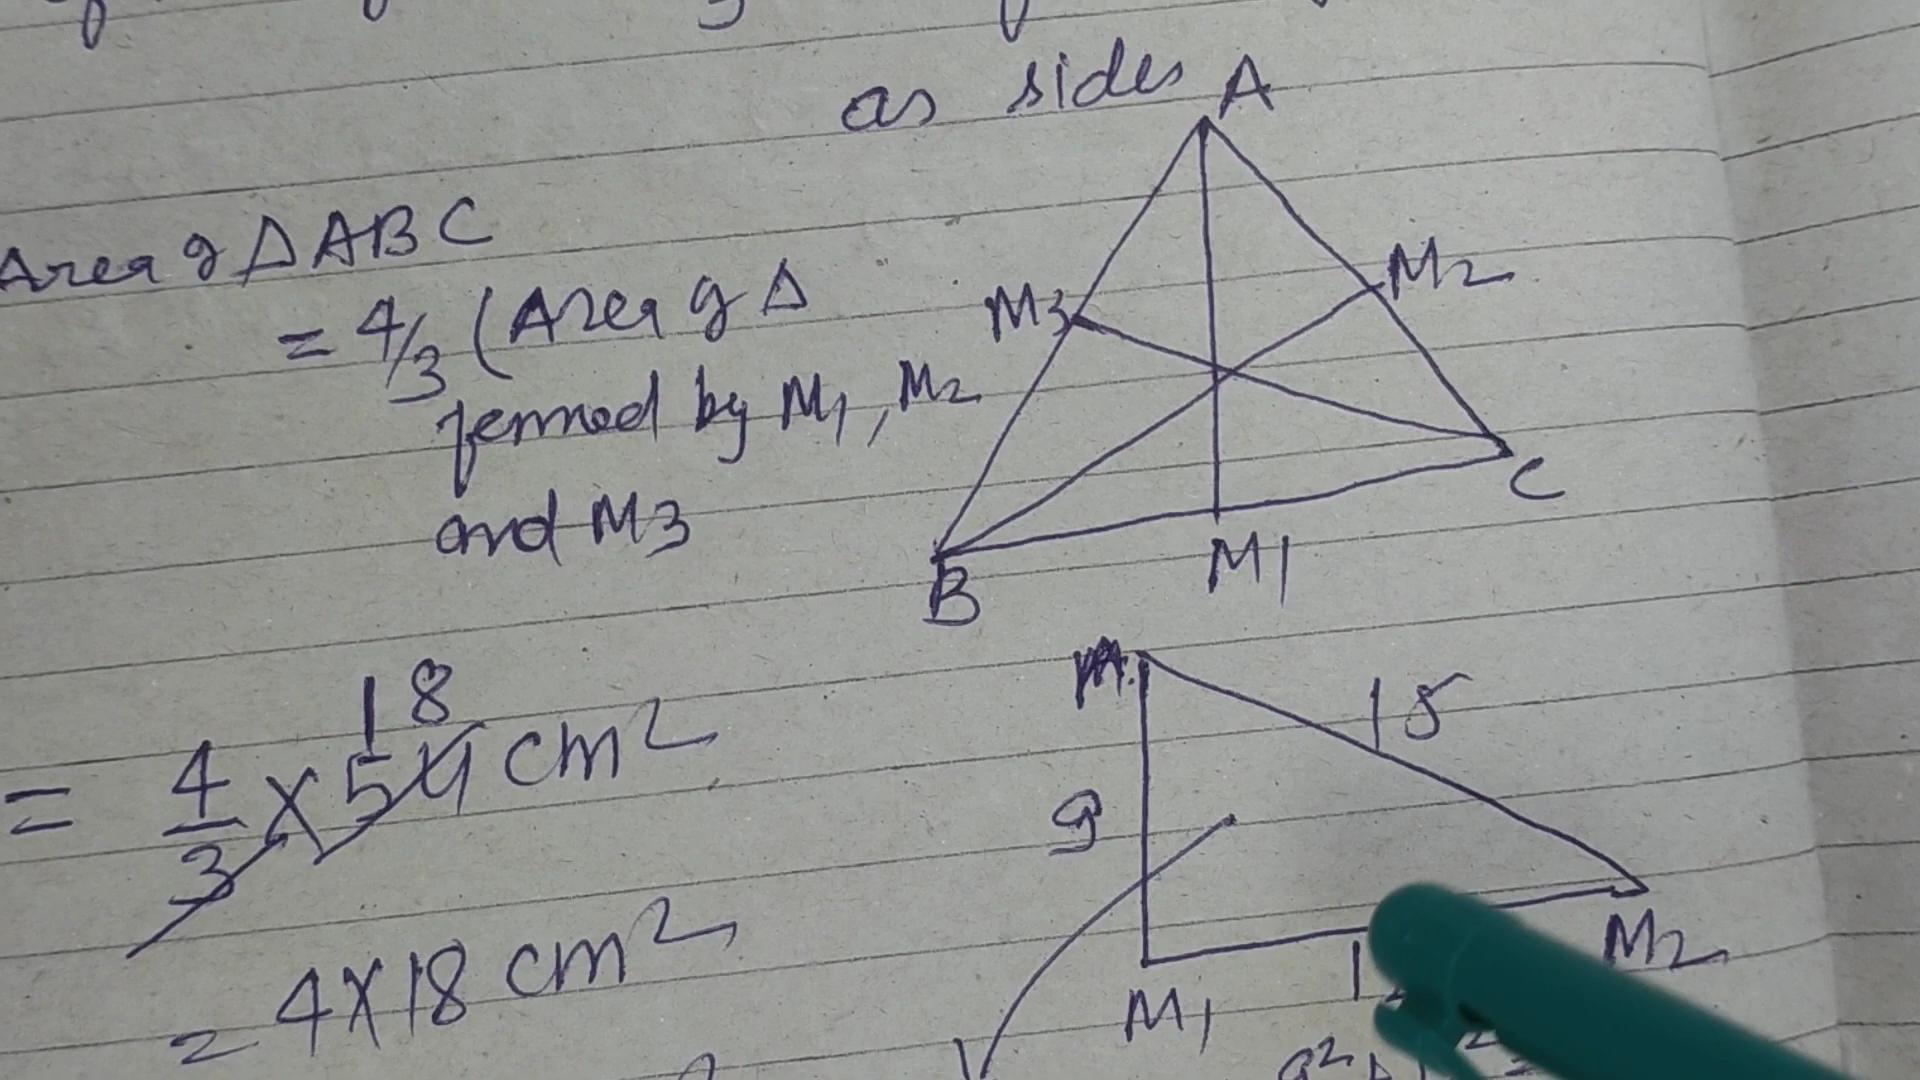 as sides
A
Area of Δ ABC
= 4/3 (Area of Δ
formed by M1, M2
and M3
M3
M2
C
B
M1
= 4/3 × 54 cm²
18
= 4×18 cm²
15
9
M2
M1